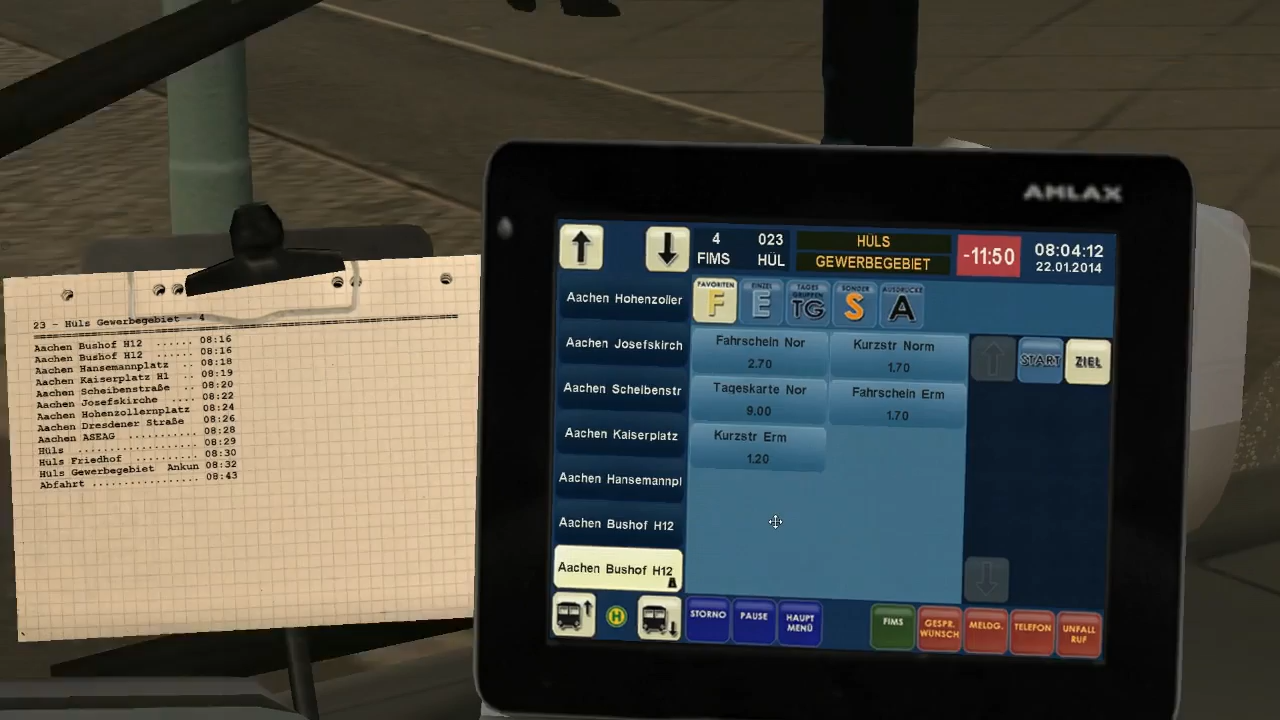 AHLAX
4 023
FIMS HÜL
HÜLS
GEWERBEGEBIET
-11:50
08:04:12
22.01.2014
Aachen Hohenzoller
Aachen Josefskirch
Aachen Scheibenstr
Aachen Kaiserplatz
Aachen Hansemannpl
Aachen Bushof H12
Aachen Bushof H12
FAVORITEN
F
EINZEL
E
TAGES
GRUPPEN
TG
SONDER
S
AUSDRUCKE
A
Fahrschein Nor
2.70
Kurzstr Norm
1.70
Tageskarte Nor
9.00
Fahrschein Erm
1.70
Kurzstr Erm
1.20
START
ZIEL
H
STORNO
PAUSE
HAUPT
MENÜ
FIMS
GESPR.
WUNSCH
MELDG.
TELEFON
UNFALL
RUF
23 - Hüls Gewerbegebiet - 4
==========================================
Aachen Bushof H12 ...... 08:16
Aachen Bushof H12 ...... 08:16
Aachen Hansemannplatz .. 08:18
Aachen Kaiserplatz H1 .. 08:19
Aachen Scheibenstraße .. 08:20
Aachen Josefskirche .... 08:22
Aachen Hohenzollernplatz 08:24
Aachen Dresdener Straße 08:26
Aachen ASEAG ........... 08:28
Hüls ................... 08:29
Hüls Friedhof .......... 08:30
Hüls Gewerbegebiet Ankun 08:32
Abfahrt ................ 08:43